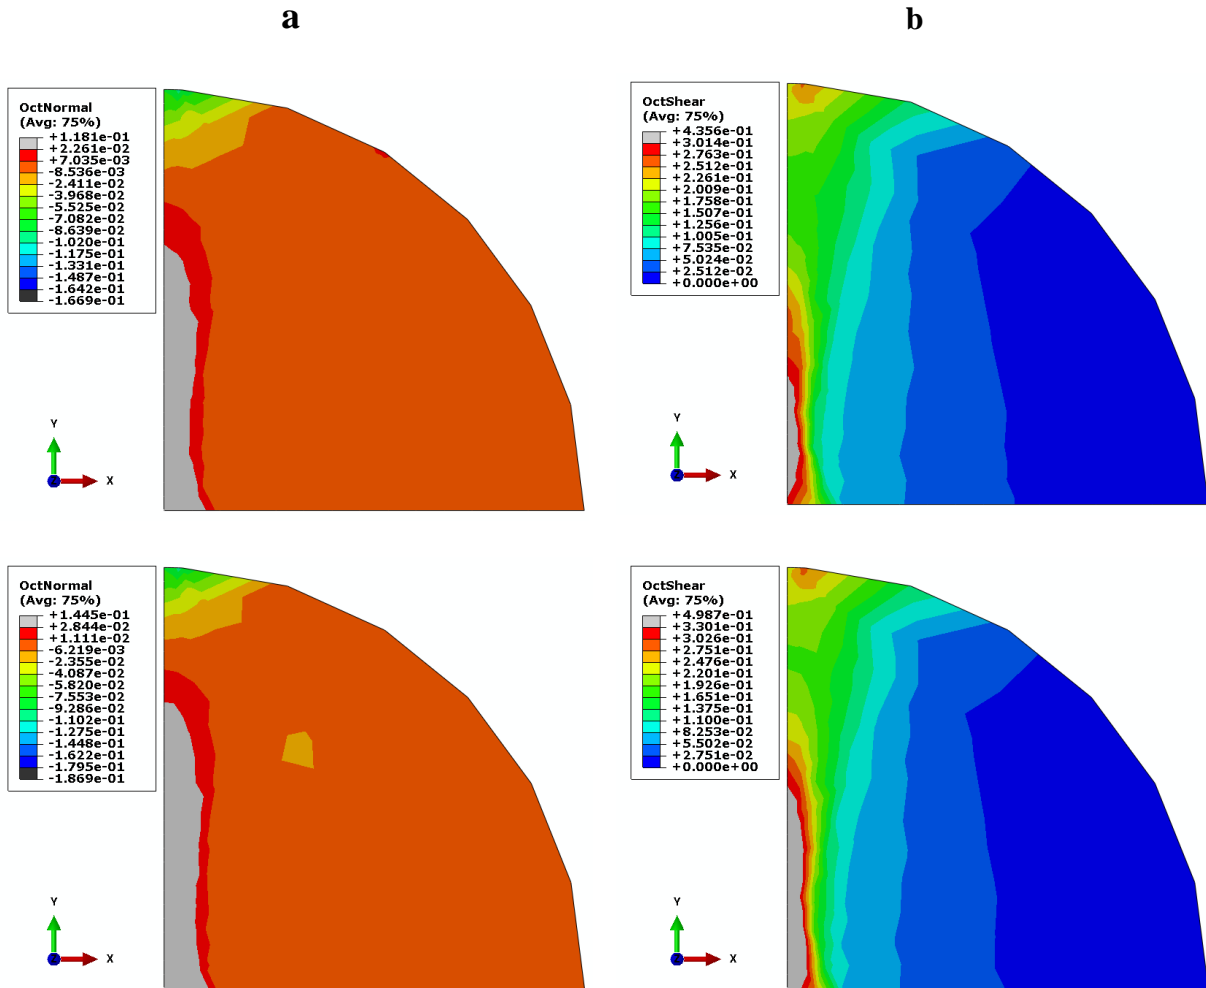 a
b
OctNormal
(Avg: 75%)
+1.181e-01
+2.261e-02
+7.035e-03
-8.536e-03
-2.411e-02
-3.968e-02
-5.525e-02
-7.082e-02
-8.639e-02
-1.020e-01
-1.175e-01
-1.331e-01
-1.487e-01
-1.642e-01
-1.669e-01
Y
Z
X
OctShear
(Avg: 75%)
+4.356e-01
+3.014e-01
+2.763e-01
+2.512e-01
+2.261e-01
+2.009e-01
+1.758e-01
+1.507e-01
+1.256e-01
+1.005e-01
+7.535e-02
+5.024e-02
+2.512e-02
+0.000e+00
Y
Z
X
OctNormal
(Avg: 75%)
+1.445e-01
+2.844e-02
+1.111e-02
-6.219e-03
-2.355e-02
-4.087e-02
-5.820e-02
-7.553e-02
-9.286e-02
-1.102e-01
-1.275e-01
-1.448e-01
-1.622e-01
-1.795e-01
-1.869e-01
Y
Z
X
OctShear
(Avg: 75%)
+4.987e-01
+3.301e-01
+3.026e-01
+2.751e-01
+2.476e-01
+2.201e-01
+1.926e-01
+1.651e-01
+1.375e-01
+1.100e-01
+8.253e-02
+5.502e-02
+2.751e-02
+0.000e+00
Y
Z
X